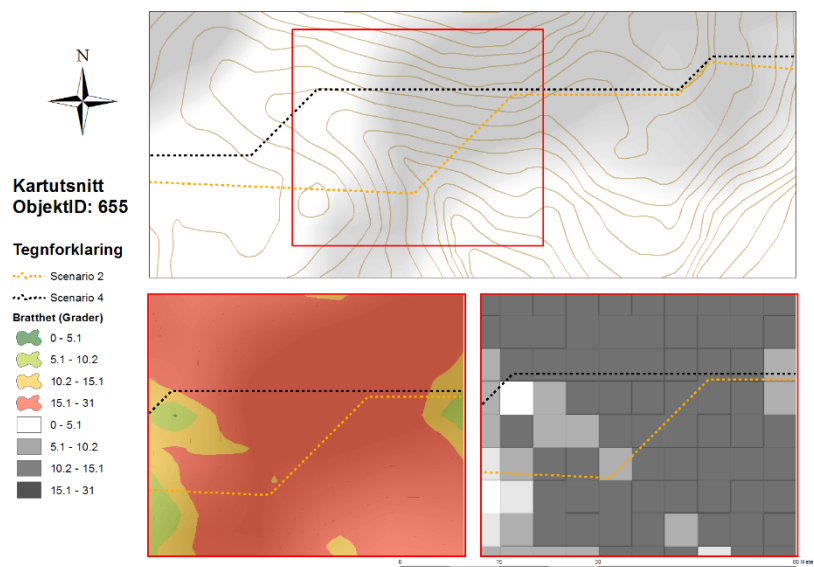 N
Kartutsnitt
ObjektID: 655
Tegnforklaring
Scenario 2
Scenario 4
Bratthet (Grader)
0 - 5.1
5.1 - 10.2
10.2 - 15.1
15.1 - 31
0 - 5.1
5.1 - 10.2
10.2 - 15.1
15.1 - 31
0 15 30 60